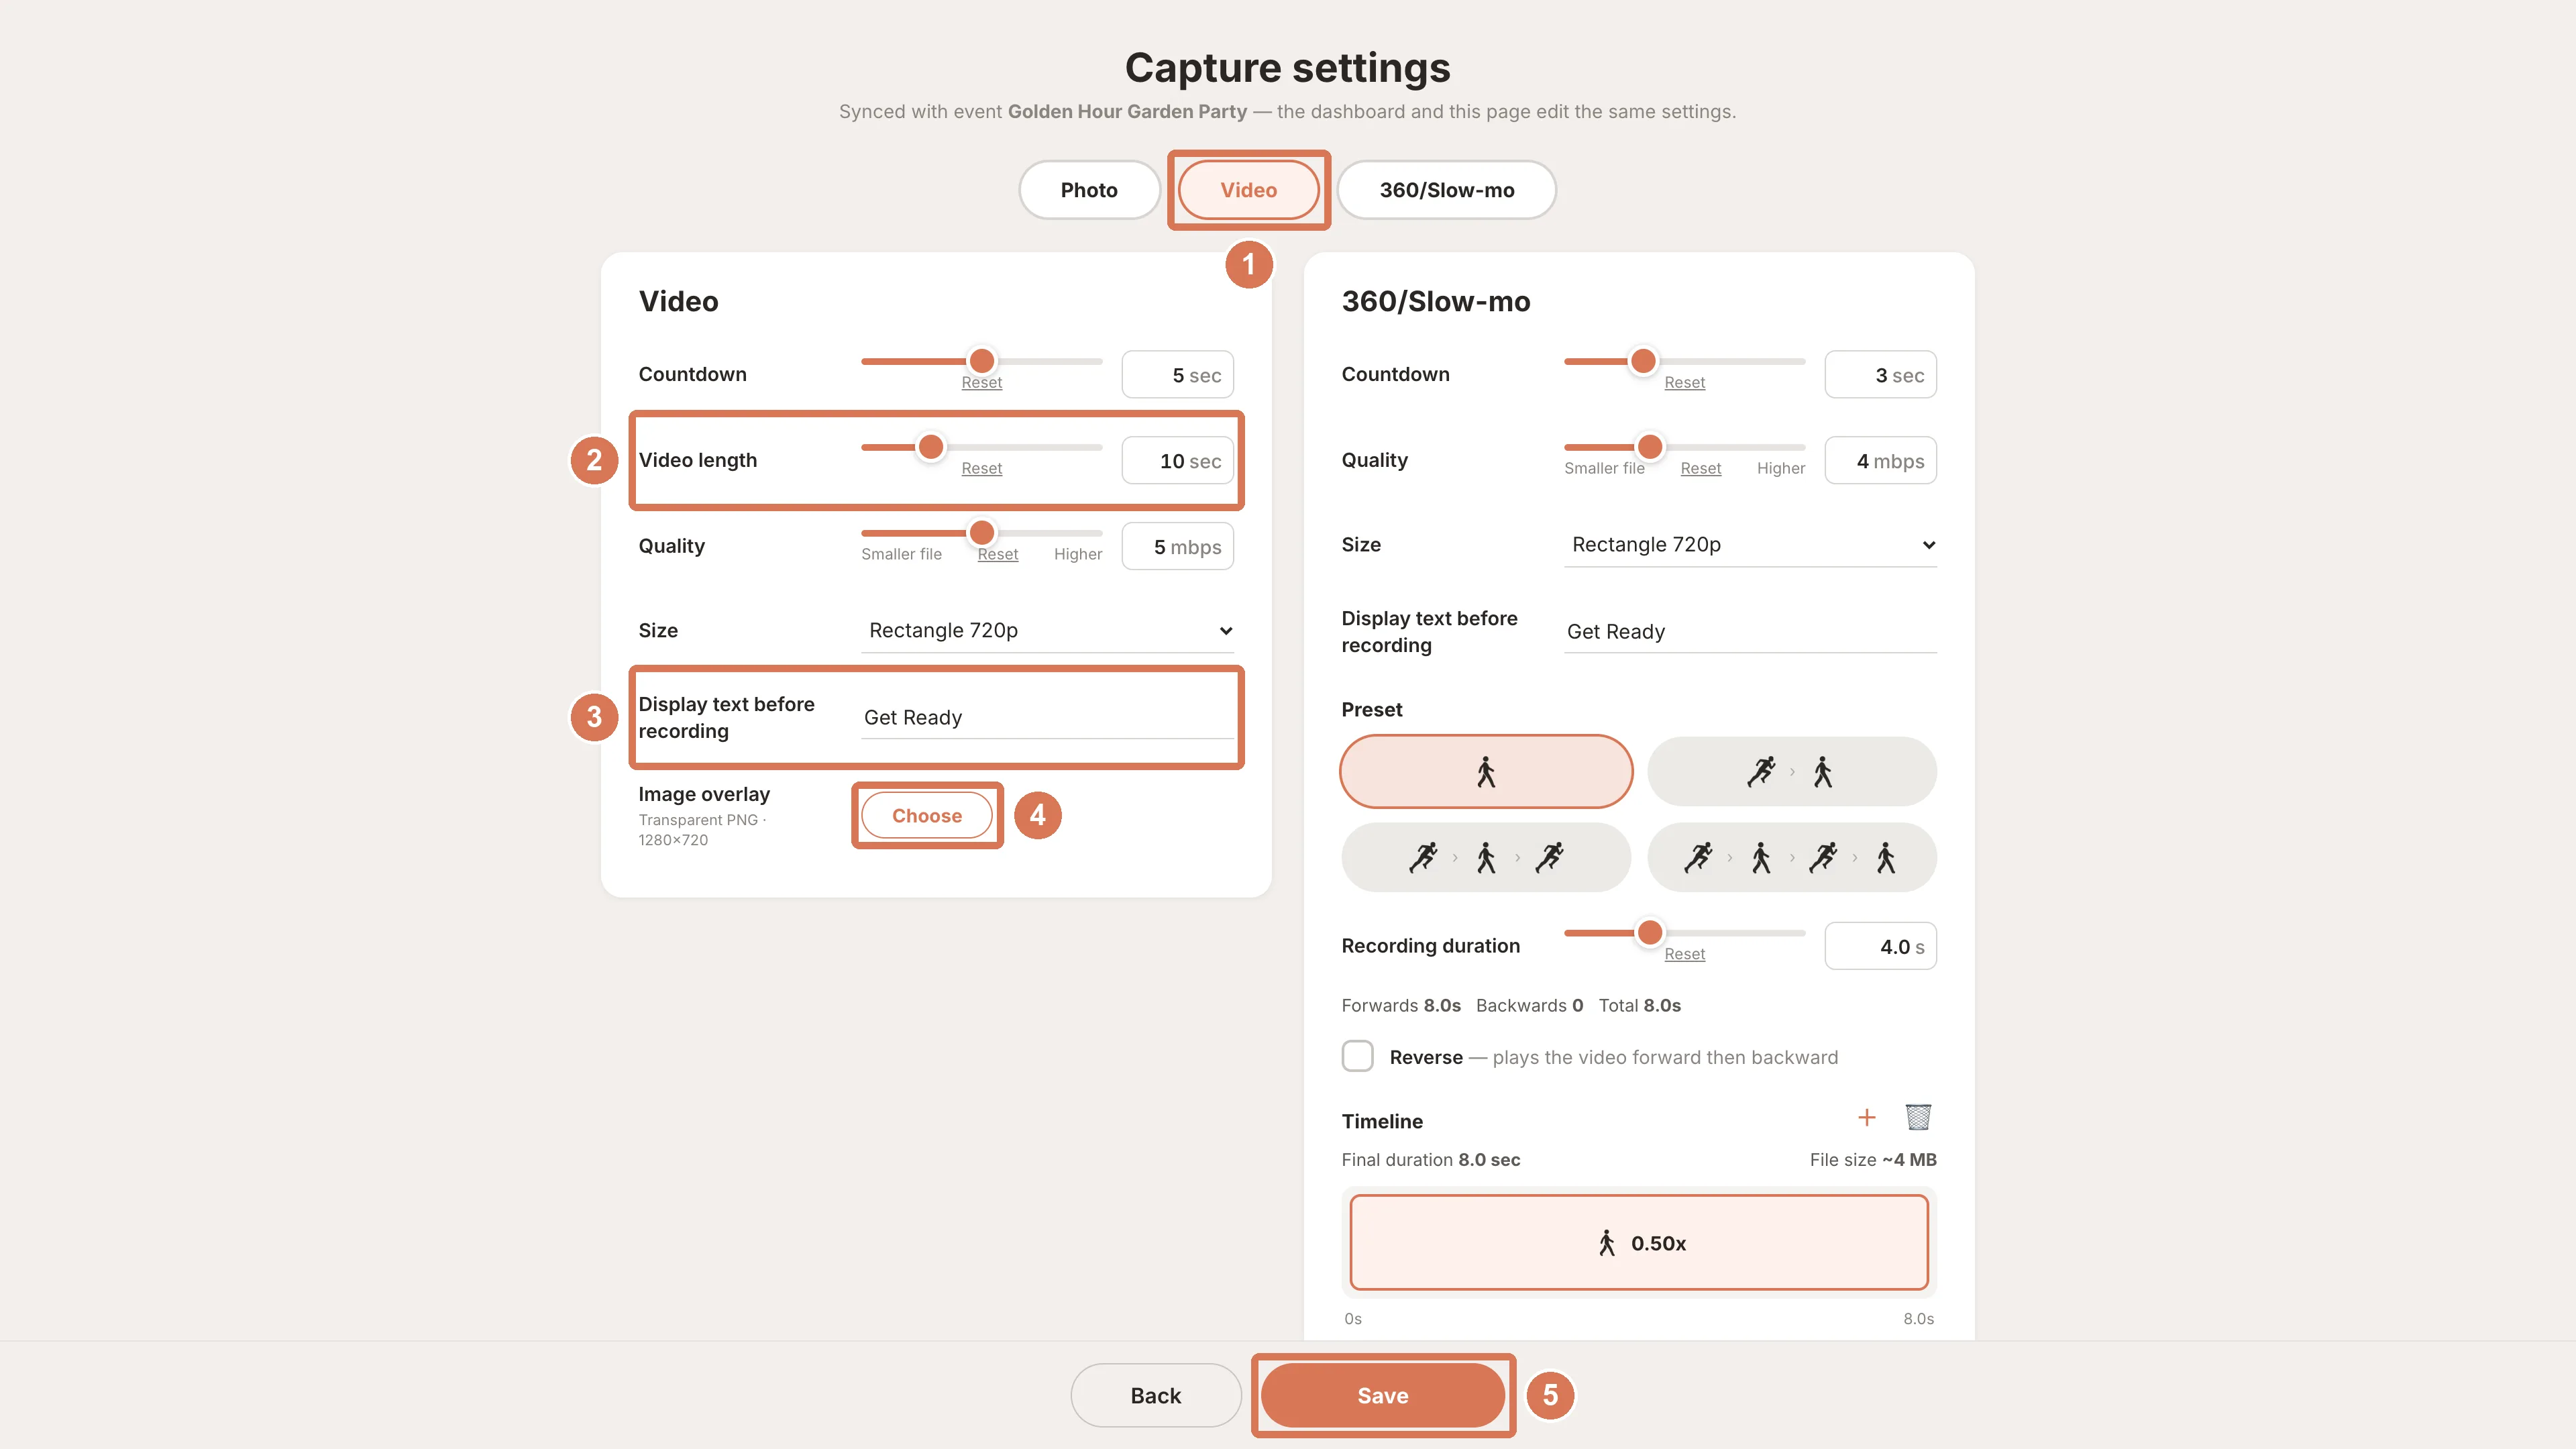 Capture settings
Synced with event Golden Hour Garden Party — the dashboard and this page edit the same settings.
Photo
Video
360/Slow-mo
1
Video
Countdown
Reset
5 sec
2
Video length
Reset
10 sec
Quality
Smaller file
Reset
Higher
5 mbps
Size
Rectangle 720p
3
Display text before
recording
Get Ready
Image overlay
Transparent PNG ·
1280×720
Choose
4
360/Slow-mo
Countdown
Reset
3 sec
Quality
Smaller file
Reset
Higher
4 mbps
Size
Rectangle 720p
Display text before
recording
Get Ready
Preset
Recording duration
Reset
4.0 s
Forwards 8.0s Backwards 0 Total 8.0s
Reverse — plays the video forward then backward
Timeline
Final duration 8.0 sec
File size ~4 MB
0.50x
0s
8.0s
Back
Save
5